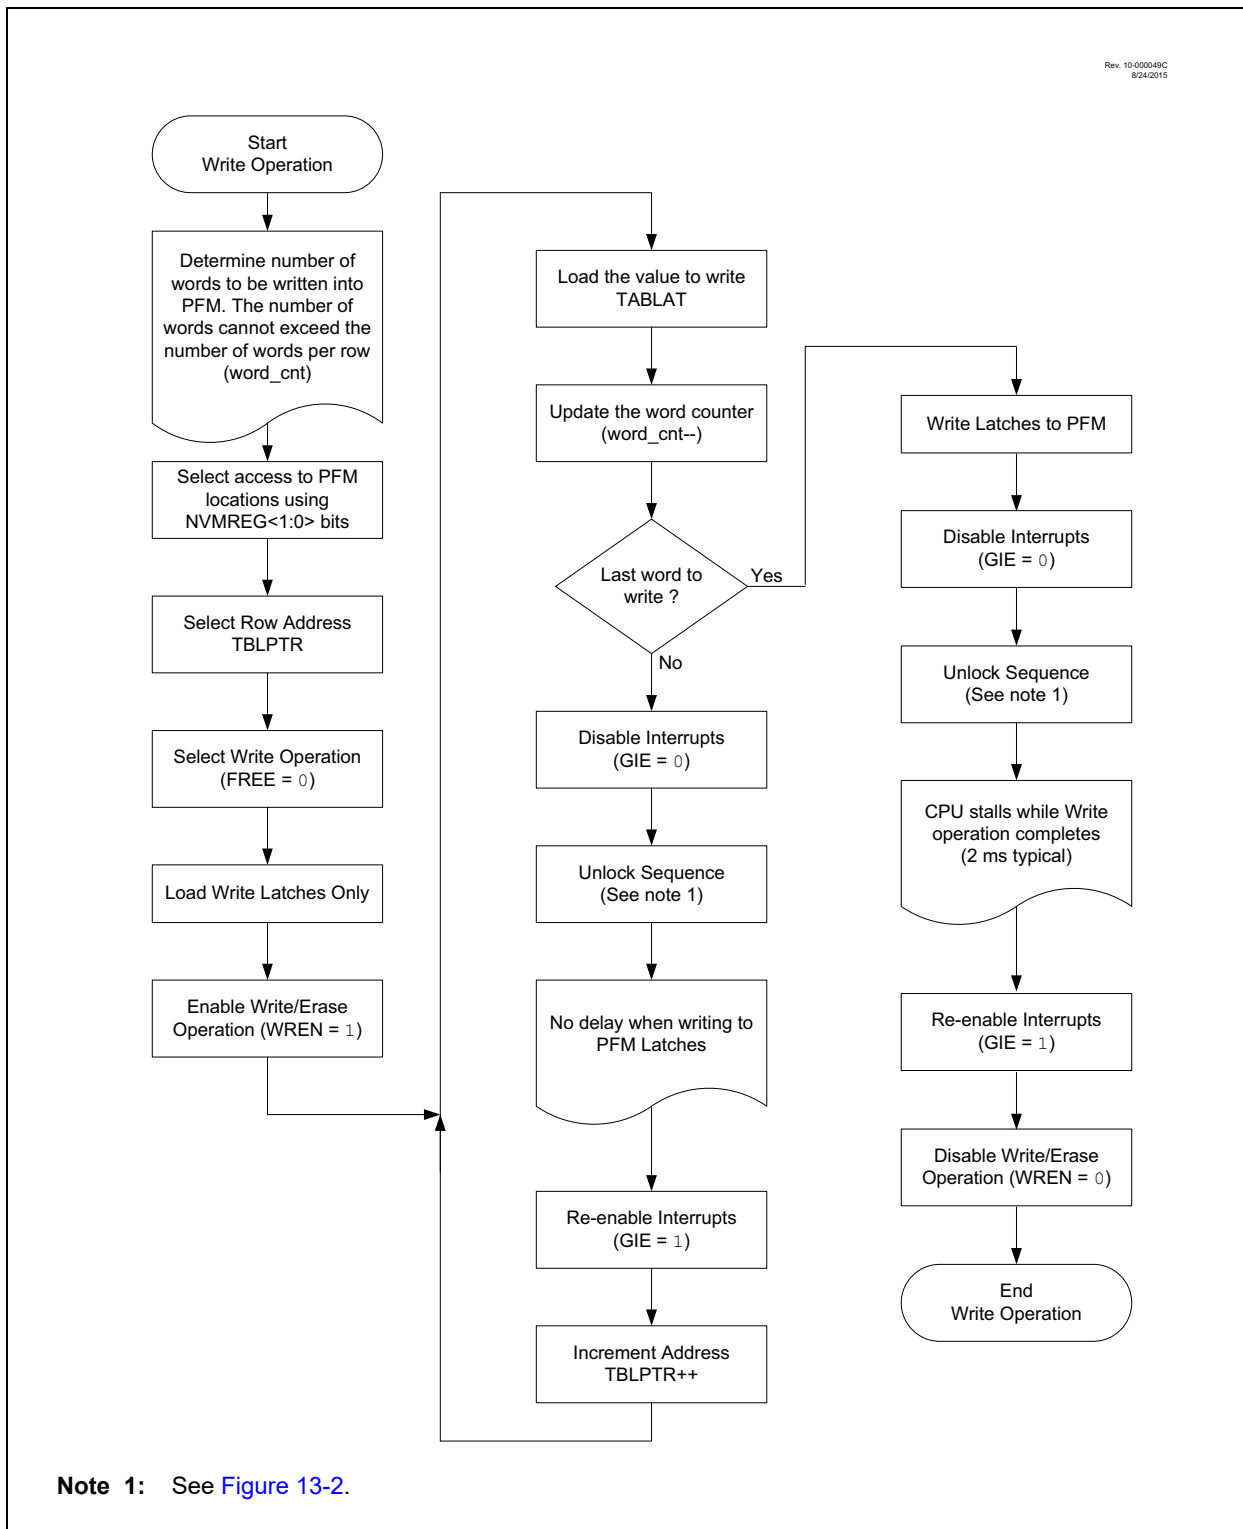 Rev. 10-000049C
8/24/2015
Start
Write Operation
Determine number of
words to be written into
PFM. The number of
words cannot exceed the
number of words per row
(word_cnt)
Select access to PFM
locations using
NVMREG<1:0> bits
Select Row Address
TBLPTR
Select Write Operation
(FREE = 0)
Load Write Latches Only
Enable Write/Erase
Operation (WREN = 1)
Load the value to write
TABLAT
Update the word counter
(word_cnt--)
Last word to
write ?
Yes
No
Disable Interrupts
(GIE = 0)
Unlock Sequence
(See note 1)
No delay when writing to
PFM Latches
Re-enable Interrupts
(GIE = 1)
Increment Address
TBLPTR++
Write Latches to PFM
Disable Interrupts
(GIE = 0)
Unlock Sequence
(See note 1)
CPU stalls while Write
operation completes
(2 ms typical)
Re-enable Interrupts
(GIE = 1)
Disable Write/Erase
Operation (WREN = 0)
End
Write Operation
Note 1: See Figure 13-2.